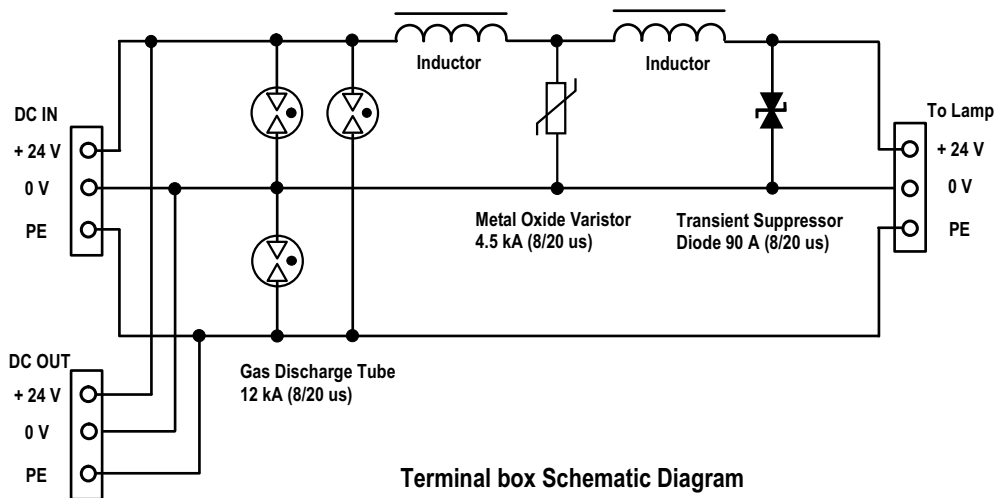 Inductor
Inductor
DC IN
+ 24 V
0 V
PE
To Lamp
+ 24 V
0 V
PE
Metal Oxide Varistor
4.5 kA (8/20 us)
Transient Suppressor
Diode 90 A (8/20 us)
Gas Discharge Tube
12 kA (8/20 us)
DC OUT
+ 24 V
0 V
PE
Terminal box Schematic Diagram